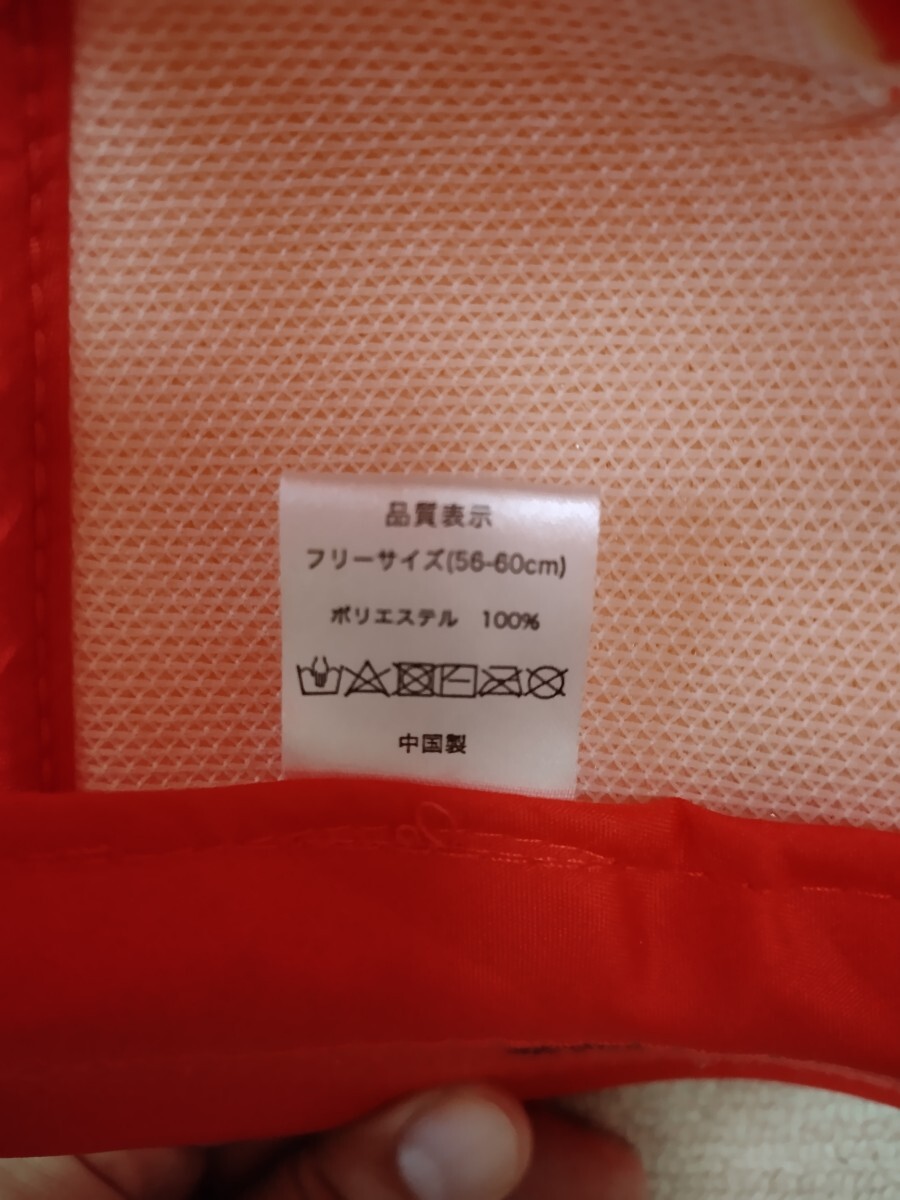 品質表示
フリーサイズ(56-60cm)
ポリエステル 100%
中国製